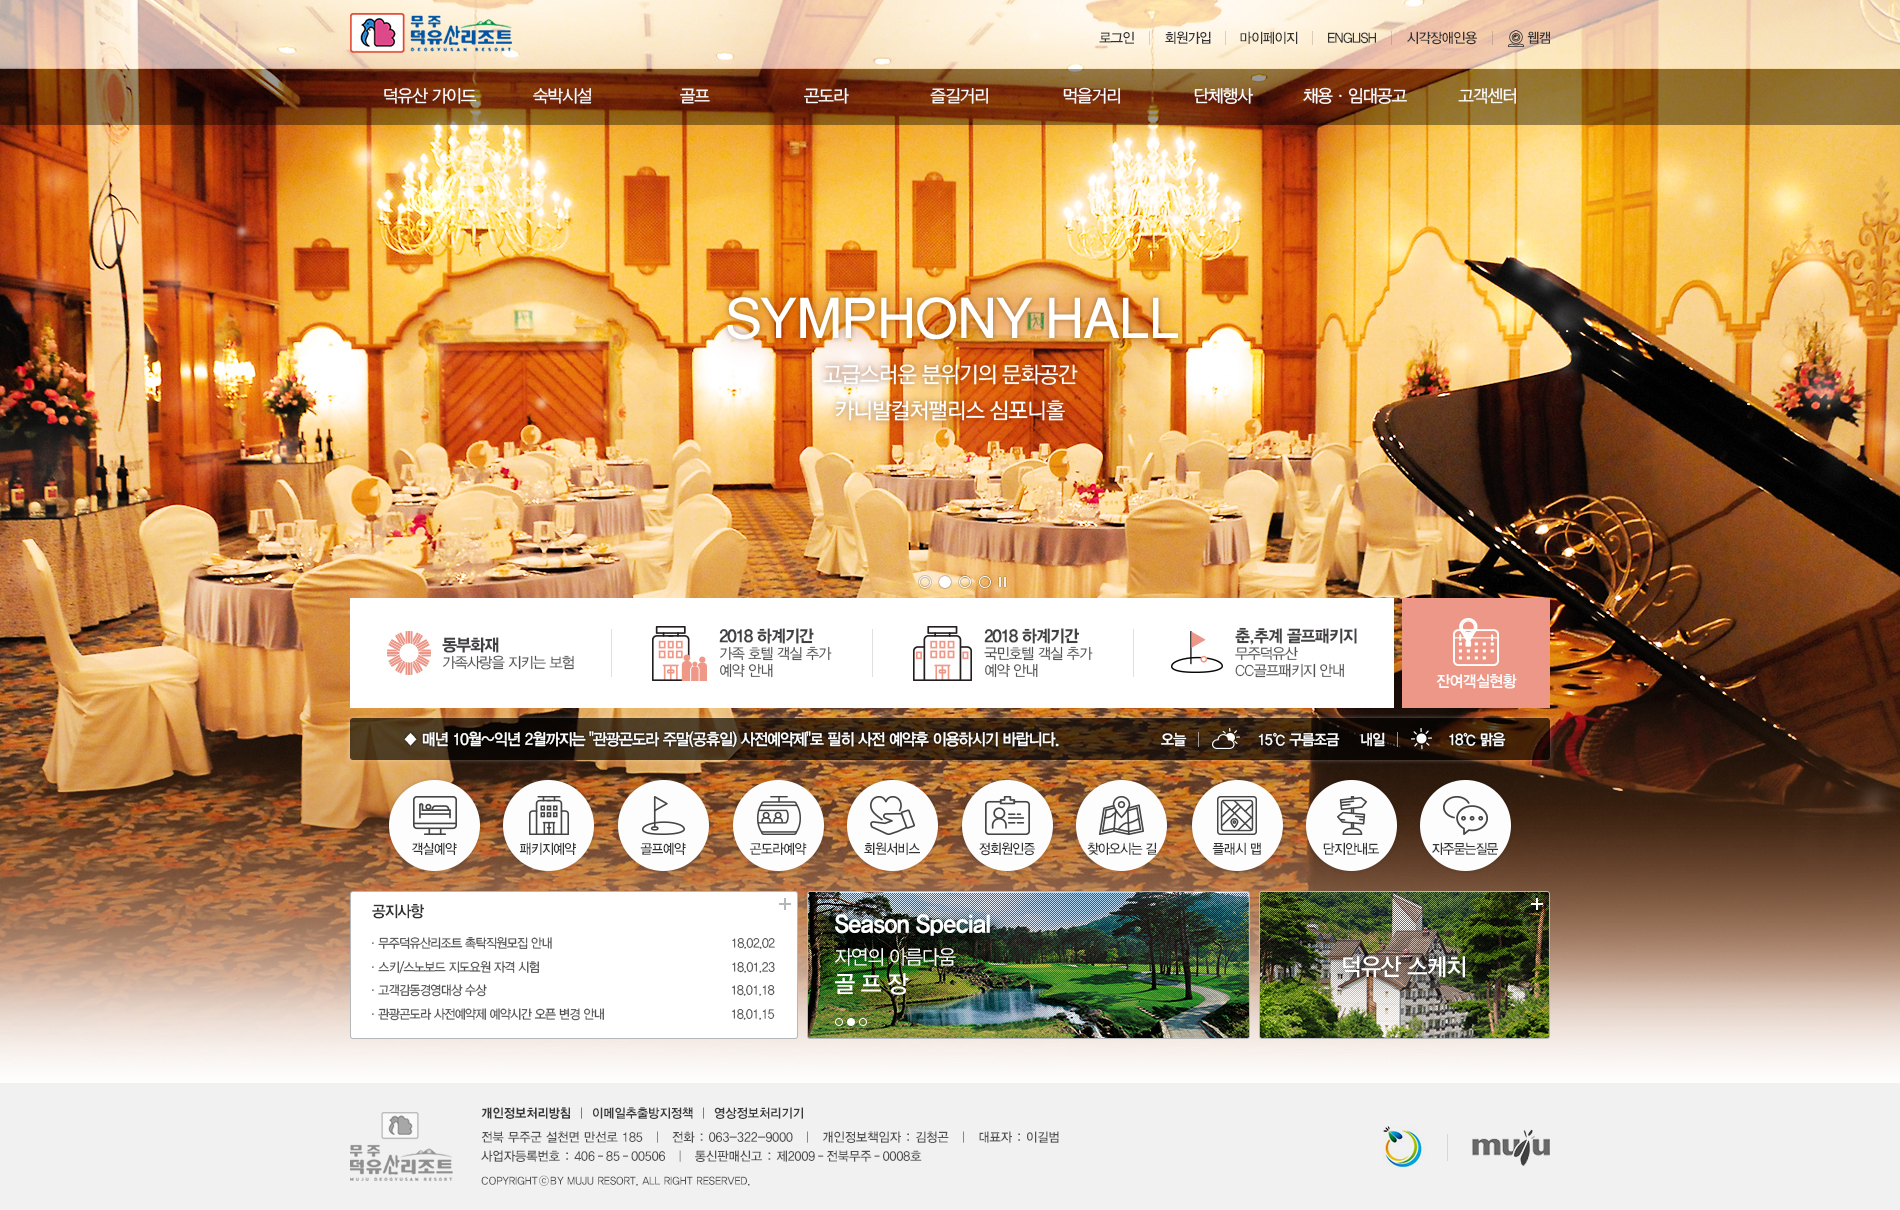 무주
덕유산리조트
DEOGYUSAN RESORT
로그인
회원가입
마이페이지
ENGLISH
시각장애인용
웹캠
덕유산 가이드
숙박시설
골프
곤도라
즐길거리
먹을거리
단체행사
채용 · 임대공고
고객센터
SYMPHONY HALL
고급스러운 분위기의 문화공간
카니발컬처팰리스 심포니홀
동부화재
가족사랑을 지키는 보험
2018 하계기간
가족 호텔 객실 추가
예약 안내
2018 하계기간
국민호텔 객실 추가
예약 안내
춘,추계 골프패키지
무주덕유산
CC골프패키지 안내
잔여객실현황
◆ 매년 10월~익년 2월까지는 "관광곤도라 주말(공휴일) 사전예약제"로 필히 사전 예약후 이용하시기 바랍니다.
오늘
15℃ 구름조금
내일
18℃ 맑음
객실예약
패키지예약
골프예약
곤도라예약
회원서비스
정회원인증
찾아오시는 길
플래시 맵
단지안내도
자주묻는질문
공지사항
· 무주덕유산리조트 촉탁직원모집 안내 18.02.02
· 스키/스노보드 지도요원 자격 시험 18.01.23
· 고객감동경영대상 수상 18.01.18
· 관광곤도라 사전예약제 예약시간 오픈 변경 안내 18.01.15
Season Special
자연의 아름다움
골프장
덕유산 스케치
무주
덕유산리조트
MUJU DEOGYUSAN RESORT
개인정보처리방침 | 이메일추출방지정책 | 영상정보처리기기
전북 무주군 설천면 만선로 185 | 전화 : 063-322-9000 | 개인정보책임자 : 김청곤 | 대표자 : 이길범
사업자등록번호 : 406 - 85 - 00506 | 통신판매신고 : 제2009 - 전북무주 - 0008호
COPYRIGHTⓒBY MUJU RESORT. ALL RIGHT RESERVED.
muju